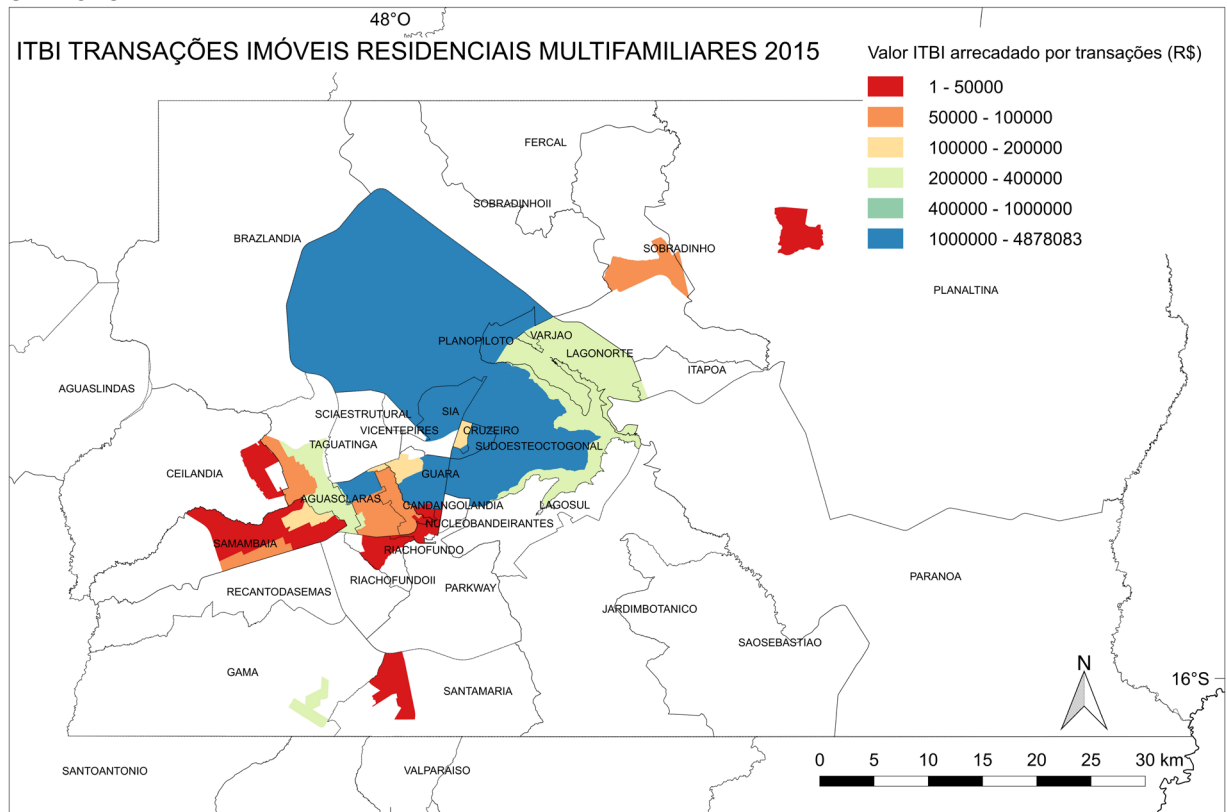 48°O
ITBI TRANSAÇÕES IMÓVEIS RESIDENCIAIS MULTIFAMILIARES 2015
Valor ITBI arrecadado por transações (R$)
1 - 50000
50000 - 100000
100000 - 200000
200000 - 400000
400000 - 1000000
1000000 - 4878083
FERCAL
SOBRADINHOII
BRAZLANDIA
SOBRADINHO
PLANALTINA
PLANOPILOTO
VARJAO
LAGONORTE
ITAPOA
AGUASLINDAS
SCIAESTRUTURAL
SIA
VICENTEPIRES
CRUZEIRO
TAGUATINGA
SUDOESTEOCTOGONAL
CEILANDIA
GUARA
AGUASCLARAS
CANDANGOLANDIA
LAGOSUL
NUCLEOBANDEIRANTES
SAMAMBAIA
RIACHOFUNDO
RIACHOFUNDOII
PARKWAY
PARANOA
RECANTODASEMAS
JARDIMBOTANICO
SAOSEBASTIAO
GAMA
SANTAMARIA
N
16°S
SANTOANTONIO
VALPARAISO
0 5 10 15 20 25 30 km